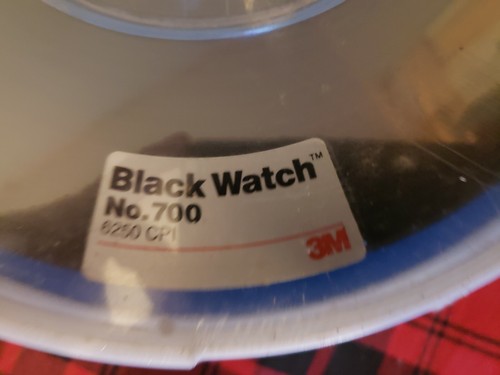 Black Watch™
No.700
6250 CPI
3M